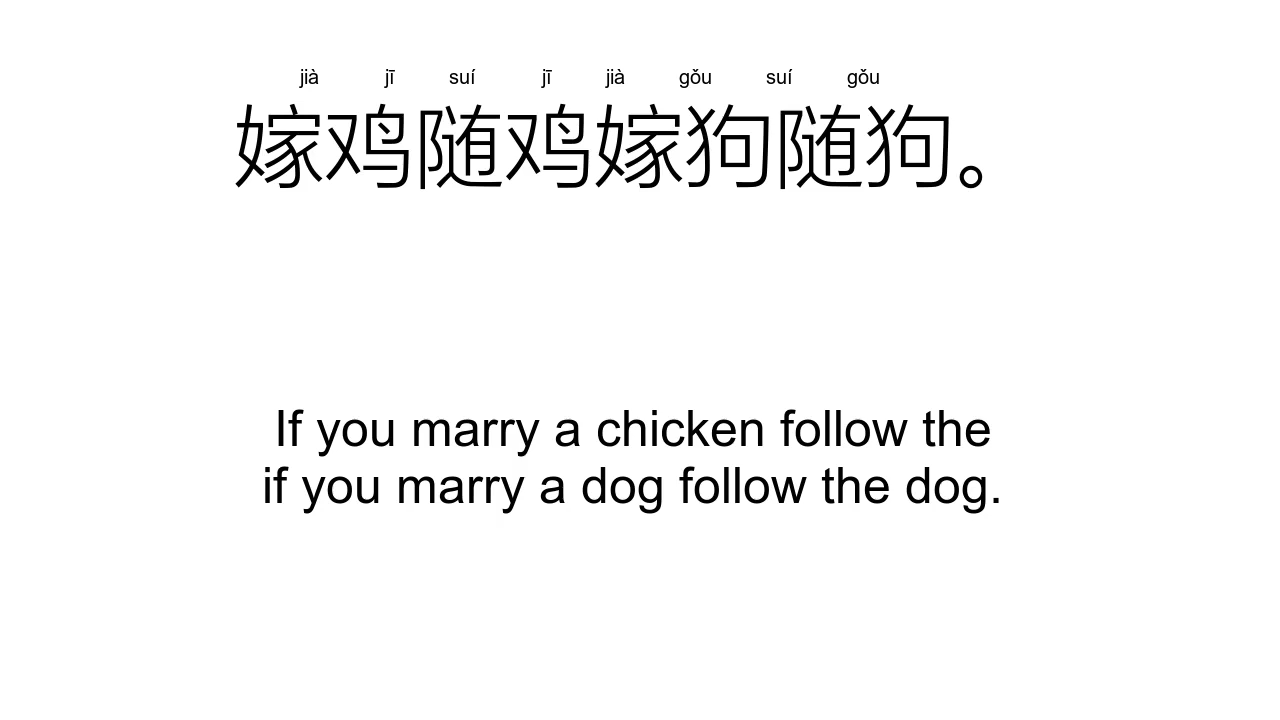 jià jī suí jī jià gǒu suí gǒu
嫁鸡随鸡嫁狗随狗。
If you marry a chicken follow the
if you marry a dog follow the dog.